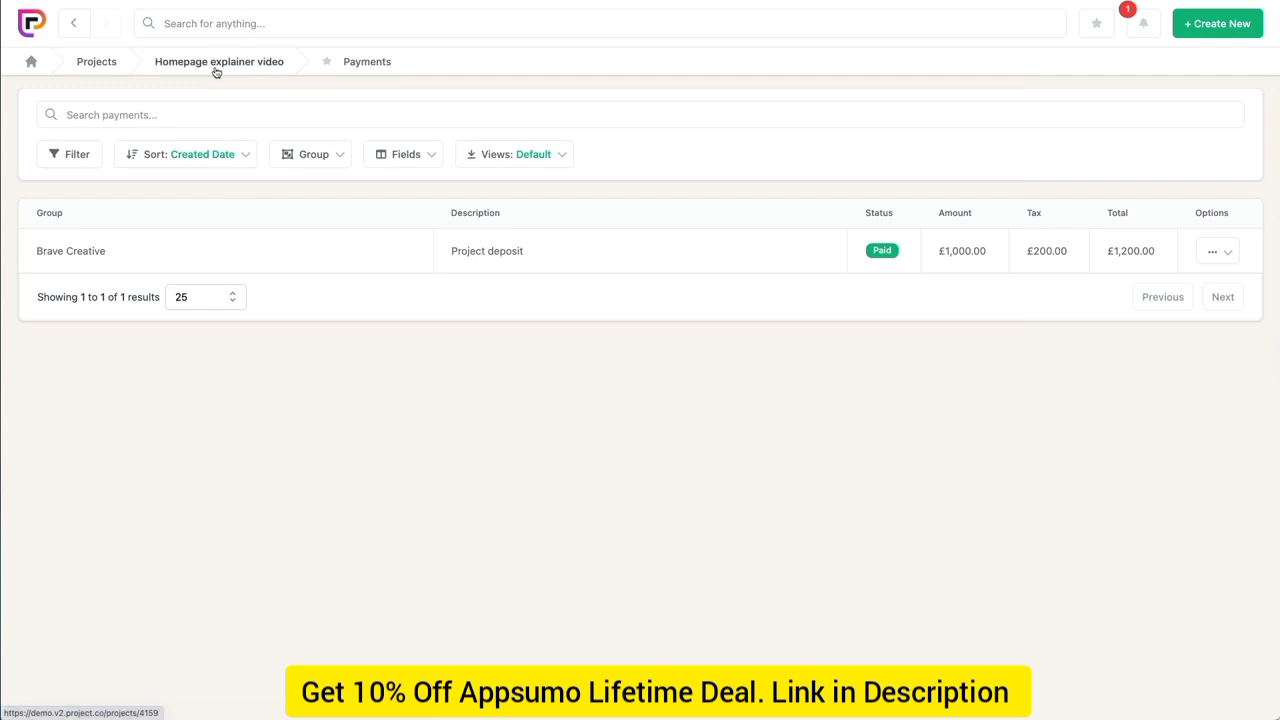 Search for anything...
1
+ Create New
Projects
Homepage explainer video
Payments
Search payments...
Filter
Sort: Created Date
Group
Fields
Views: Default
Group Description Status Amount Tax Total Options
Brave Creative Project deposit Paid £1,000.00 £200.00 £1,200.00 ...
Showing 1 to 1 of 1 results 25 Previous Next
Get 10% Off Appsumo Lifetime Deal. Link in Description
https://demo.v2.project.co/projects/4159